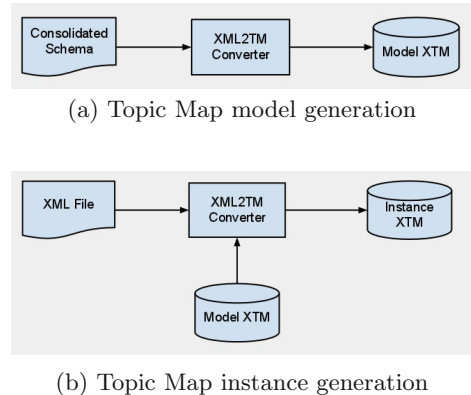 Consolidated
Schema
XML2TM
Converter
Model XTM
(a) Topic Map model generation
XML File
XML2TM
Converter
Instance
XTM
Model XTM
(b) Topic Map instance generation